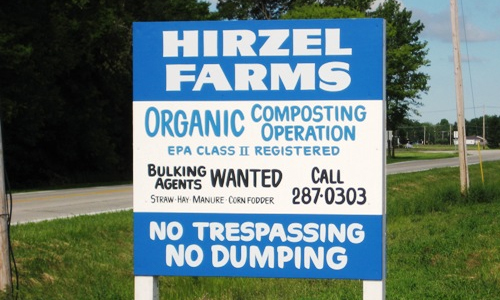 HIRZEL
FARMS
ORGANIC COMPOSTING
OPERATION
EPA CLASS II REGISTERED
BULKING
AGENTS WANTED
CALL
287-0303
STRAW-HAY-MANURE-CORN FODDER
NO TRESPASSING
NO DUMPING